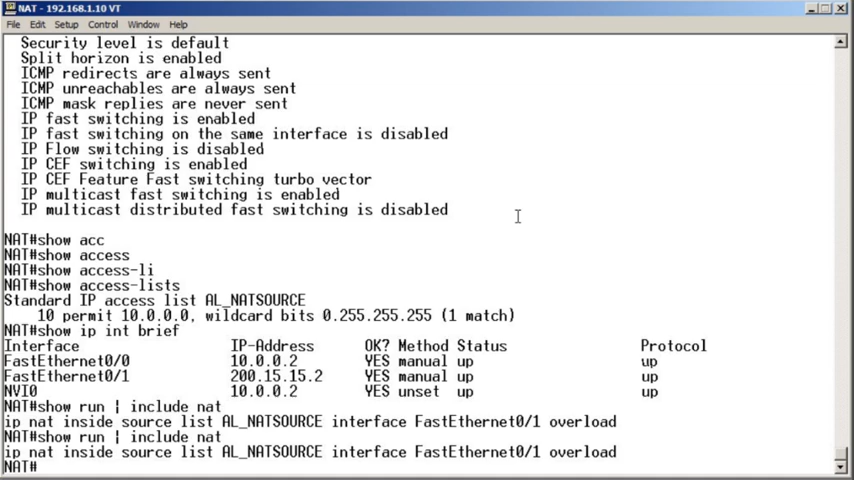 NAT - 192.168.1.10 VT
File Edit Setup Control Window Help
Security level is default
Split horizon is enabled
ICMP redirects are always sent
ICMP unreachables are always sent
ICMP mask replies are never sent
IP fast switching is enabled
IP fast switching on the same interface is disabled
IP Flow switching is disabled
IP CEF switching is enabled
IP CEF Feature Fast switching turbo vector
IP multicast fast switching is enabled
IP multicast distributed fast switching is disabled
NAT#show acc
NAT#show access
NAT#show access-li
NAT#show access-lists
Standard IP access list AL_NATSOURCE
10 permit 10.0.0.0, wildcard bits 0.255.255.255 (1 match)
NAT#show ip int brief
Interface IP-Address OK? Method Status Protocol
FastEthernet0/0 10.0.0.2 YES manual up up
FastEthernet0/1 200.15.15.2 YES manual up up
NVI0 10.0.0.2 YES unset up up
NAT#show run | include nat
ip nat inside source list AL_NATSOURCE interface FastEthernet0/1 overload
NAT#show run | include nat
ip nat inside source list AL_NATSOURCE interface FastEthernet0/1 overload
NAT#